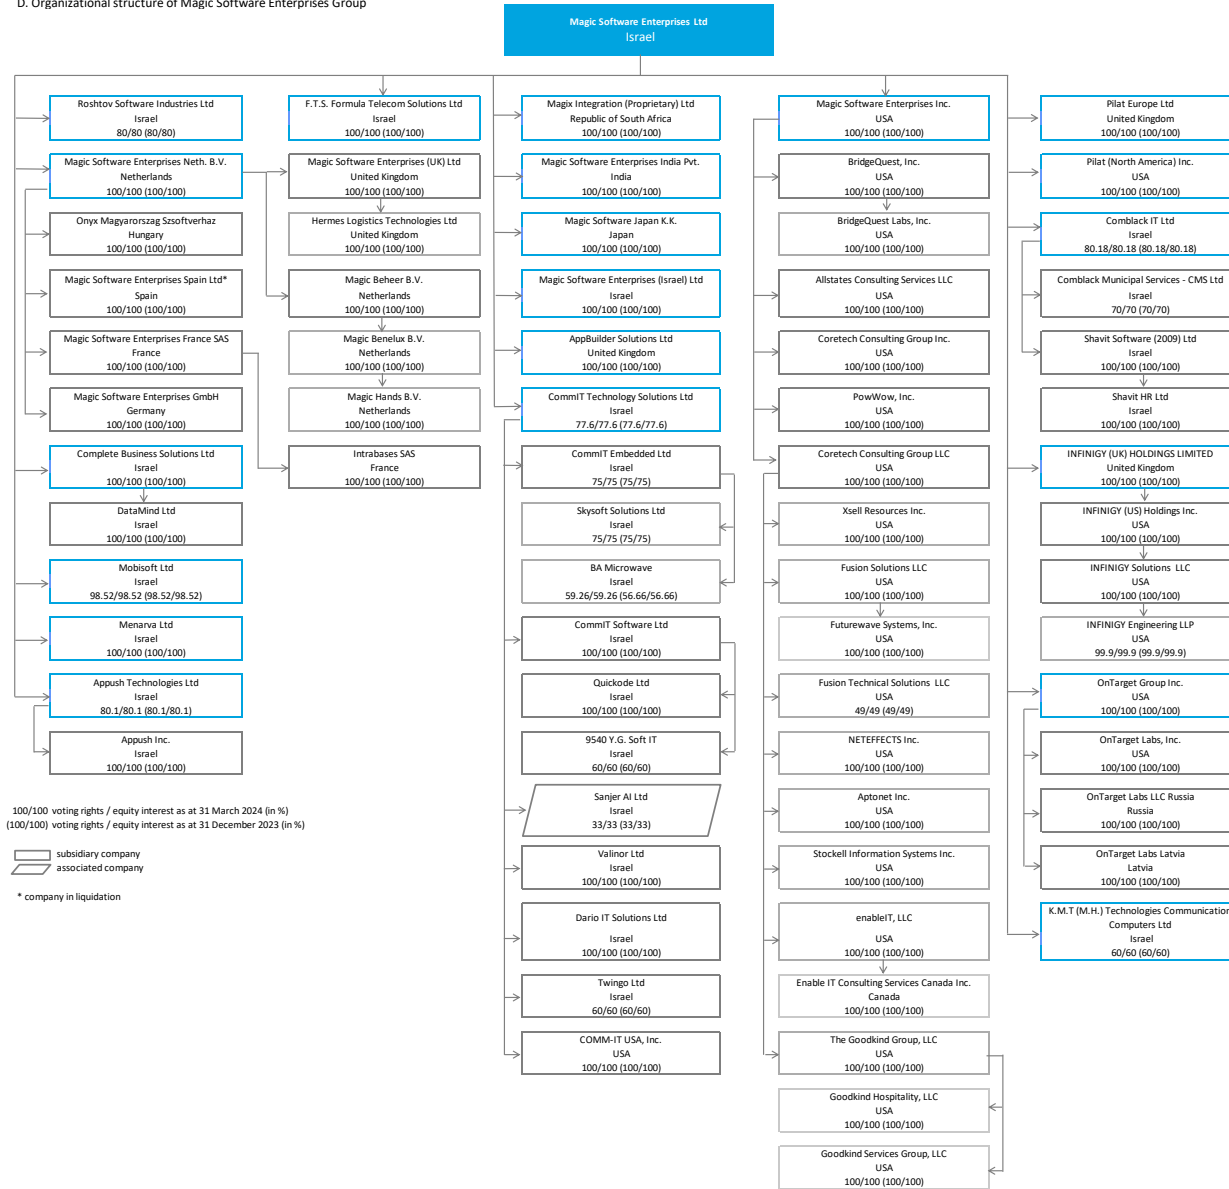 D. Organizational structure of Magic Software Enterprises Group
Magic Software Enterprises Ltd
Israel
Roshtov Software Industries Ltd
Israel
80/80 (80/80)
Magic Software Enterprises Neth. B.V.
Netherlands
100/100 (100/100)
Onyx Magyarorszag Szsoftverhaz
Hungary
100/100 (100/100)
Magic Software Enterprises Spain Ltd*
Spain
100/100 (100/100)
Magic Software Enterprises France SAS
France
100/100 (100/100)
Magic Software Enterprises GmbH
Germany
100/100 (100/100)
Complete Business Solutions Ltd
Israel
100/100 (100/100)
DataMind Ltd
Israel
100/100 (100/100)
Mobisoft Ltd
Israel
98.52/98.52 (98.52/98.52)
Menarva Ltd
Israel
100/100 (100/100)
Appush Technologies Ltd
Israel
80.1/80.1 (80.1/80.1)
Appush Inc.
Israel
100/100 (100/100)
100/100 voting rights / equity interest as at 31 March 2024 (in %)
(100/100) voting rights / equity interest as at 31 December 2023 (in %)
subsidiary company
associated company
* company in liquidation
F.T.S. Formula Telecom Solutions Ltd
Israel
100/100 (100/100)
Magic Software Enterprises (UK) Ltd
United Kingdom
100/100 (100/100)
Hermes Logistics Technologies Ltd
United Kingdom
100/100 (100/100)
Magic Beheer B.V.
Netherlands
100/100 (100/100)
Magic Benelux B.V.
Netherlands
100/100 (100/100)
Magic Hands B.V.
Netherlands
100/100 (100/100)
Intrabases SAS
France
100/100 (100/100)
Magix Integration (Proprietary) Ltd
Republic of South Africa
100/100 (100/100)
Magic Software Enterprises India Pvt.
India
100/100 (100/100)
Magic Software Japan K.K.
Japan
100/100 (100/100)
Magic Software Enterprises (Israel) Ltd
Israel
100/100 (100/100)
AppBuilder Solutions Ltd
United Kingdom
100/100 (100/100)
CommIT Technology Solutions Ltd
Israel
77.6/77.6 (77.6/77.6)
CommIT Embedded Ltd
Israel
75/75 (75/75)
Skysoft Solutions Ltd
Israel
75/75 (75/75)
BA Microwave
Israel
59.26/59.26 (56.66/56.66)
CommIT Software Ltd
Israel
100/100 (100/100)
Quickode Ltd
Israel
100/100 (100/100)
9540 Y.G. Soft IT
Israel
60/60 (60/60)
Sanjer AI Ltd
Israel
33/33 (33/33)
Valinor Ltd
Israel
100/100 (100/100)
Dario IT Solutions Ltd
Israel
100/100 (100/100)
Twingo Ltd
Israel
60/60 (60/60)
COMM-IT USA, Inc.
USA
100/100 (100/100)
Magic Software Enterprises Inc.
USA
100/100 (100/100)
BridgeQuest, Inc.
USA
100/100 (100/100)
BridgeQuest Labs, Inc.
USA
100/100 (100/100)
Allstates Consulting Services LLC
USA
100/100 (100/100)
Coretech Consulting Group Inc.
USA
100/100 (100/100)
PowWow, Inc.
USA
100/100 (100/100)
Coretech Consulting Group LLC
USA
100/100 (100/100)
Xsell Resources Inc.
USA
100/100 (100/100)
Fusion Solutions LLC
USA
100/100 (100/100)
Futurewave Systems, Inc.
USA
100/100 (100/100)
Fusion Technical Solutions LLC
USA
49/49 (49/49)
NETEFFECTS Inc.
USA
100/100 (100/100)
Aptonet Inc.
USA
100/100 (100/100)
Stockell Information Systems Inc.
USA
100/100 (100/100)
enableIT, LLC
USA
100/100 (100/100)
Enable IT Consulting Services Canada Inc.
Canada
100/100 (100/100)
The Goodkind Group, LLC
USA
100/100 (100/100)
Goodkind Hospitality, LLC
USA
100/100 (100/100)
Goodkind Services Group, LLC
USA
100/100 (100/100)
Pilat Europe Ltd
United Kingdom
100/100 (100/100)
Pilat (North America) Inc.
USA
100/100 (100/100)
Comblack IT Ltd
Israel
80.18/80.18 (80.18/80.18)
Comblack Municipal Services - CMS Ltd
Israel
70/70 (70/70)
Shavit Software (2009) Ltd
Israel
100/100 (100/100)
Shavit HR Ltd
Israel
100/100 (100/100)
INFINIGY (UK) HOLDINGS LIMITED
United Kingdom
100/100 (100/100)
INFINIGY (US) Holdings Inc.
USA
100/100 (100/100)
INFINIGY Solutions LLC
USA
100/100 (100/100)
INFINIGY Engineering LLP
USA
99.9/99.9 (99.9/99.9)
OnTarget Group Inc.
USA
100/100 (100/100)
OnTarget Labs, Inc.
USA
100/100 (100/100)
OnTarget Labs LLC Russia
Russia
100/100 (100/100)
OnTarget Labs Latvia
Latvia
100/100 (100/100)
K.M.T (M.H.) Technologies Communication
Computers Ltd
Israel
60/60 (60/60)